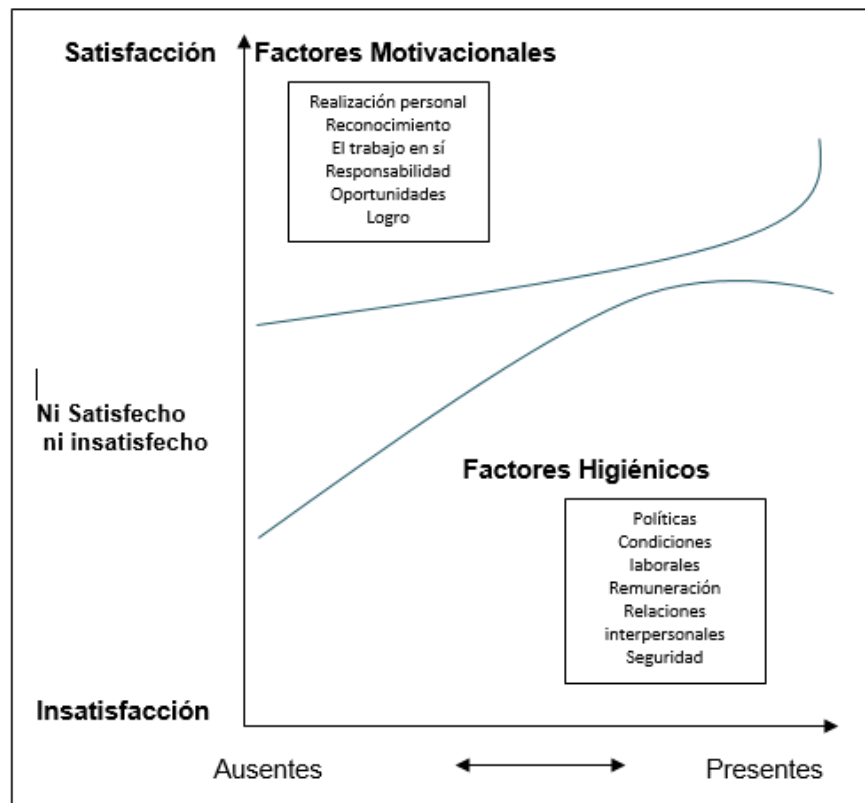 Satisfacción
Factores Motivacionales
Realización personal
Reconocimiento
El trabajo en sí
Responsabilidad
Oportunidades
Logro
Ni Satisfecho
ni insatisfecho
Factores Higiénicos
Políticas
Condiciones
laborales
Remuneración
Relaciones
interpersonales
Seguridad
Insatisfacción
Ausentes
Presentes